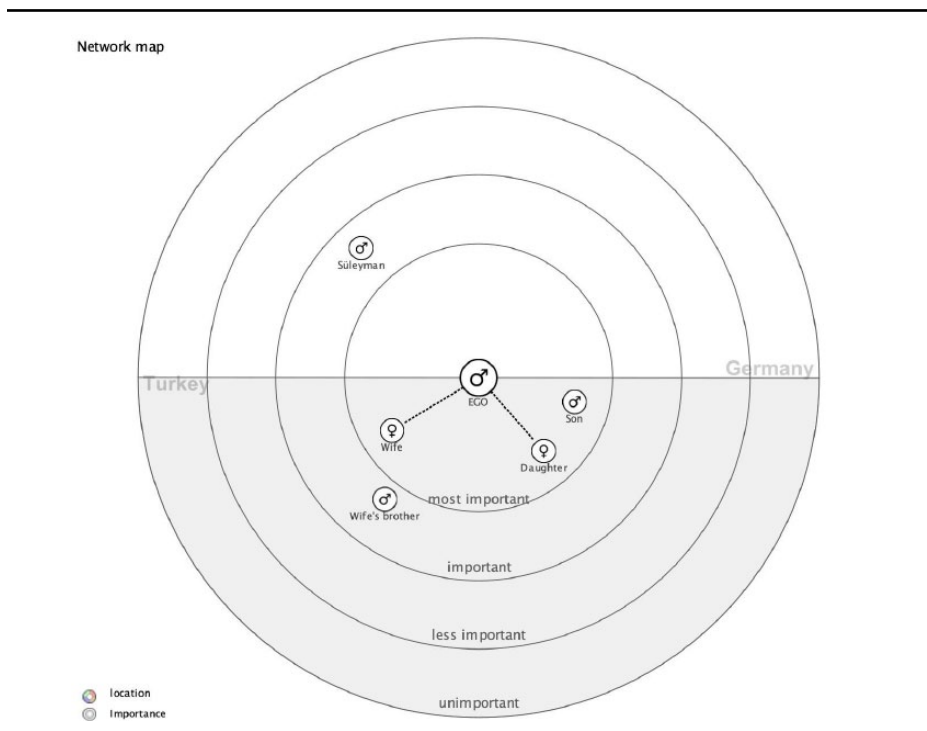 Network map
Süleyman
Germany
Turkey
EGO
Son
Wife
Daughter
most important
Wife's brother
important
less important
location
unimportant
Importance